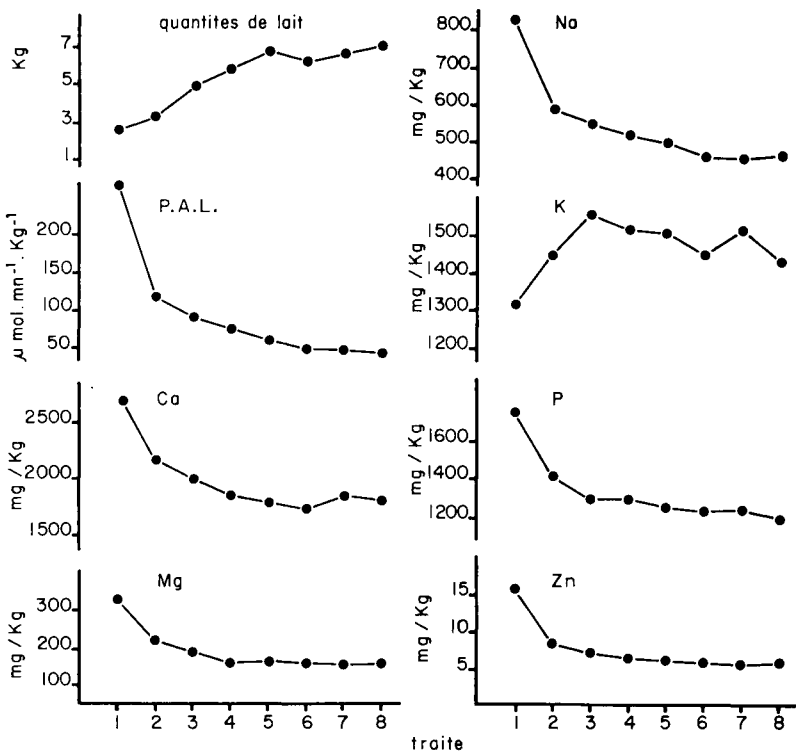 quantites de lait
Kg
7
5
3
1
Na
mg / Kg
800
600
500
400
P.A.L.
µ mol. mn⁻¹. Kg⁻¹
200
150
100
50
K
mg / Kg
1500
1400
1300
1200
Ca
mg / Kg
2500
2000
1500
P
mg / Kg
1600
1400
1200
Mg
mg / Kg
300
200
100
Zn
mg / Kg
15
10
5
1 2 3 4 5 6 7 8
1 2 3 4 5 6 7 8
traite